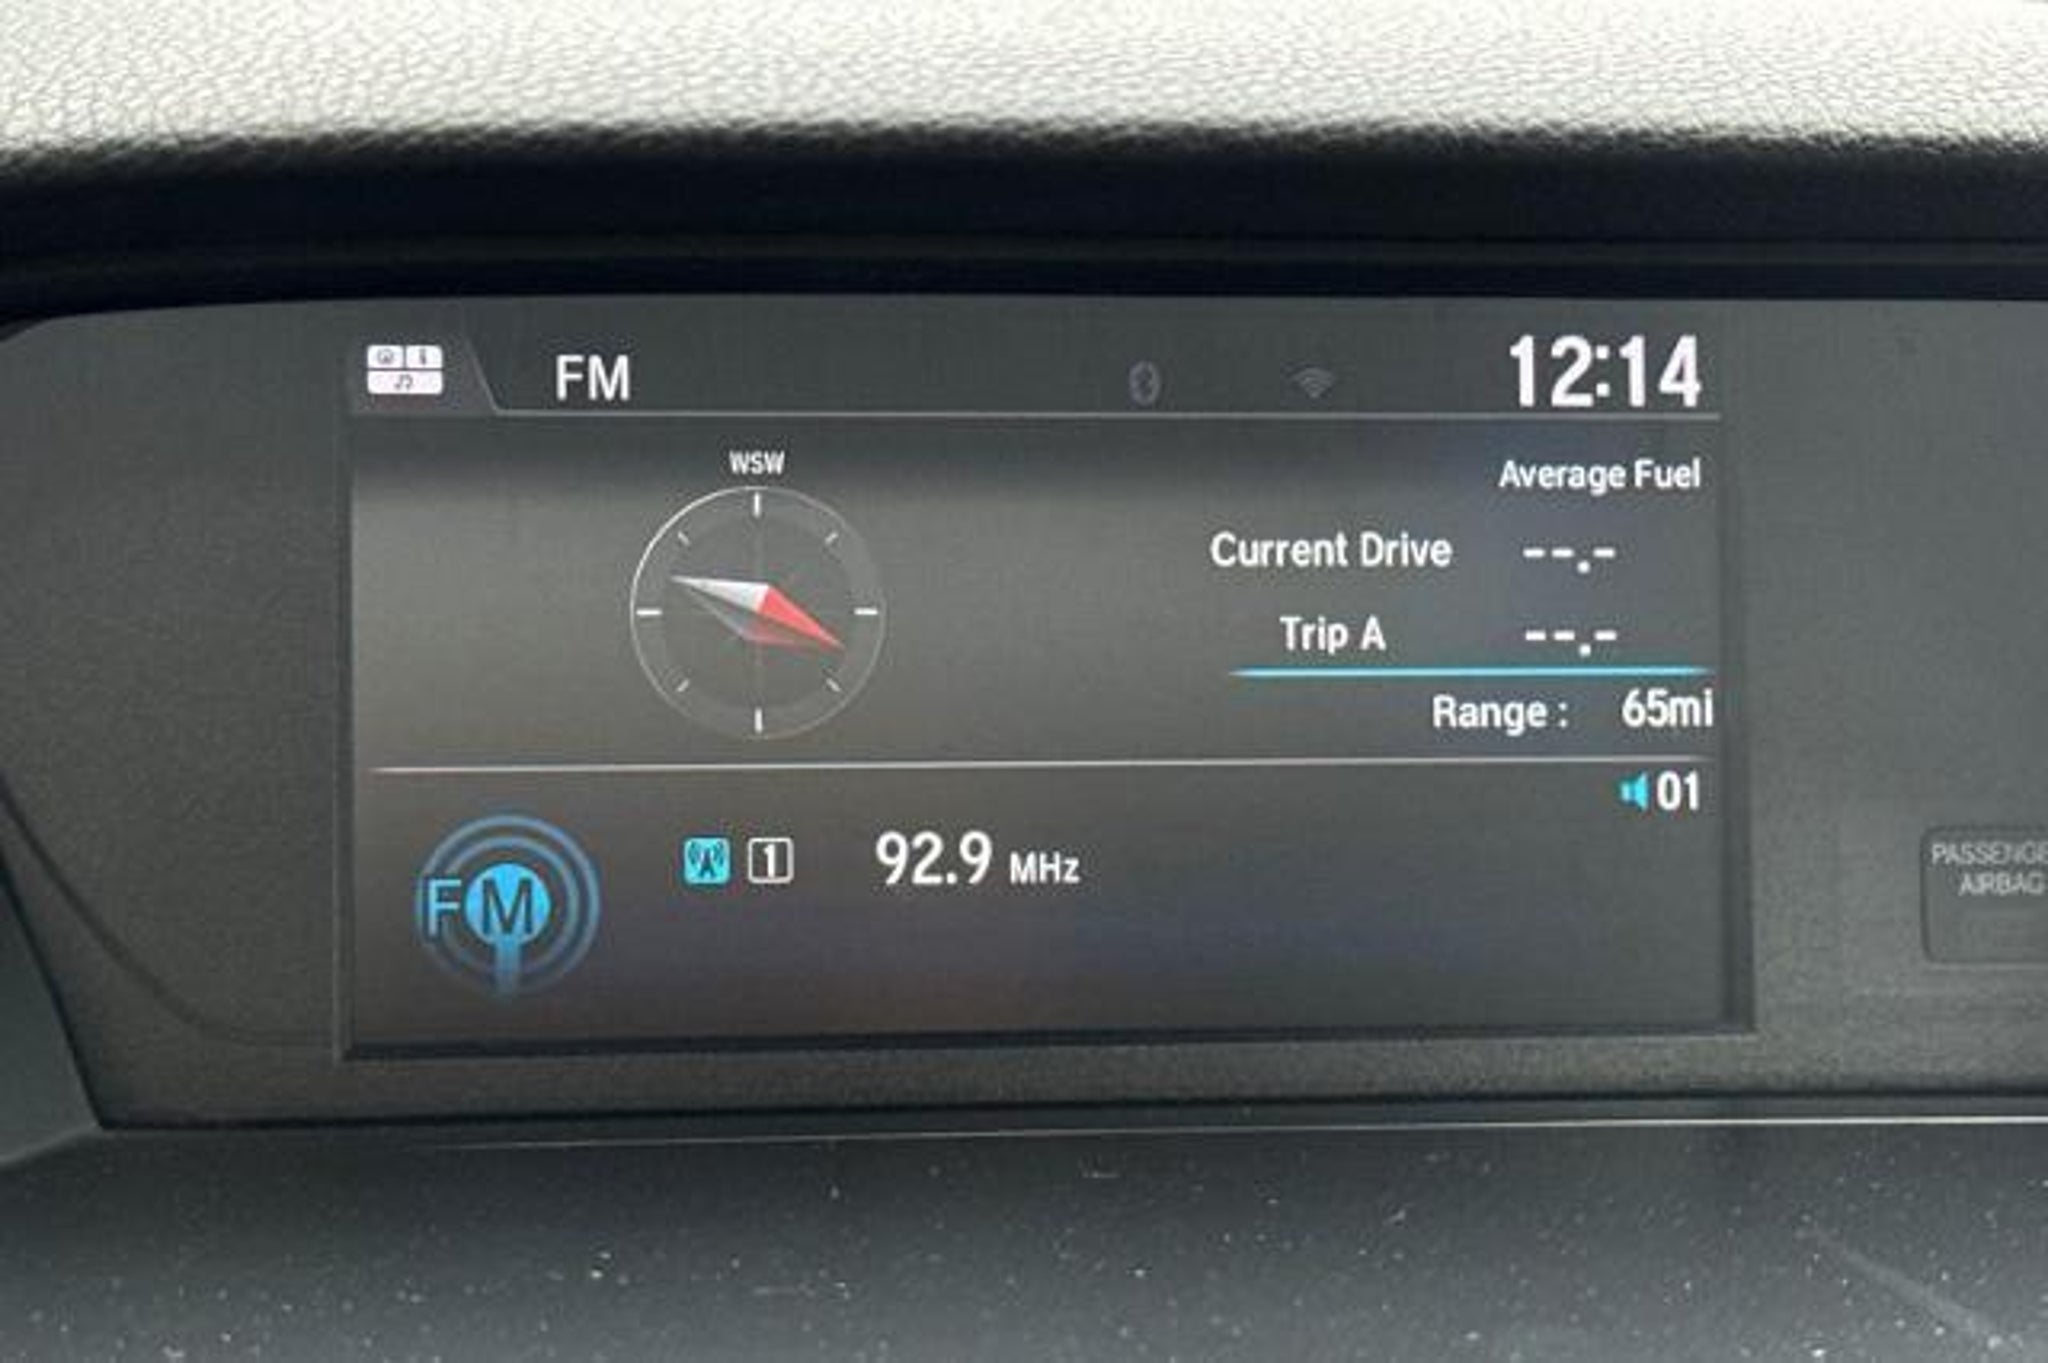 FM
12:14
WSW
Average Fuel
Current Drive --.-
Trip A --.-
Range : 65mi
01
FM
1 92.9 MHz
PASSENGE
AIRBAG